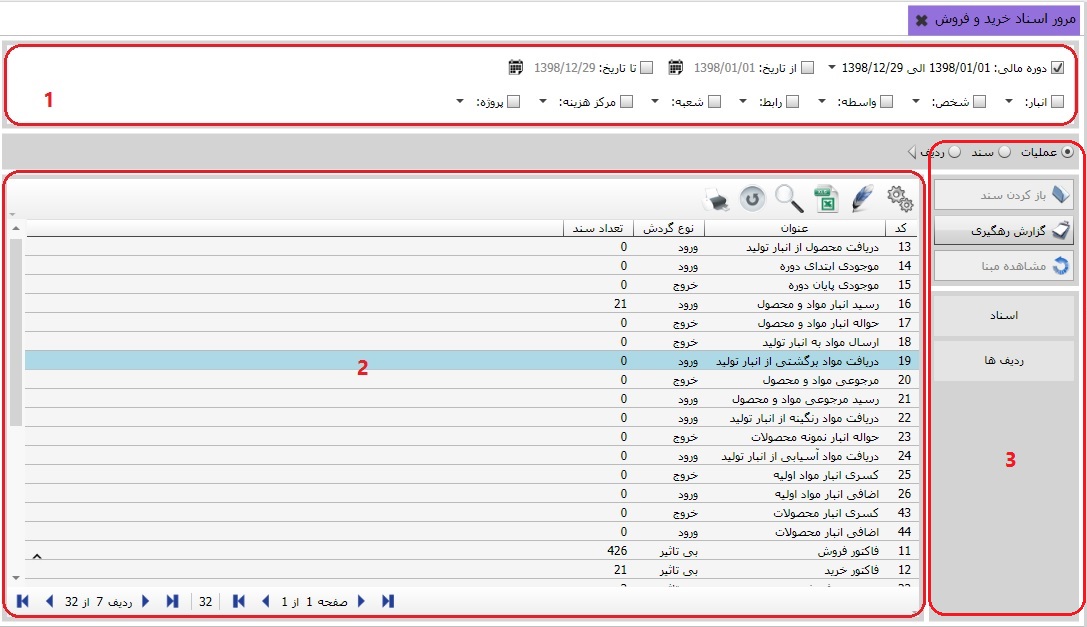 مرور اسناد خرید و فروش
دوره مالی: 1398/01/01 الی 1398/12/29 از تاریخ: 1398/01/01 تا تاریخ: 1398/12/29
1
انبار: شخص: واسطه: رابط: شعبه: مرکز هزینه: پروژه:
عملیات سند ردیف
باز کردن سند
گزارش رهگیری
مشاهده مبنا
اسناد
ردیف ها
3
کد عنوان نوع گردش تعداد سند
13 دریافت محصول از انبار تولید ورود 0
14 موجودی ابتدای دوره ورود 0
15 موجودی پایان دوره خروج 0
16 رسید انبار مواد و محصول ورود 21
17 حواله انبار مواد و محصول خروج 0
18 ارسال مواد به انبار تولید خروج 0
19 دریافت مواد برگشتی از انبار تولید ورود 0
2
20 مرجوعی مواد و محصول خروج 0
21 رسید مرجوعی مواد و محصول ورود 0
22 دریافت مواد رنگینه از انبار تولید ورود 0
23 حواله انبار نمونه محصولات خروج 0
24 دریافت مواد آسیابی از انبار تولید ورود 0
25 کسری انبار مواد اولیه خروج 0
26 اضافی انبار مواد اولیه ورود 0
43 کسری انبار محصولات خروج 0
44 اضافی انبار محصولات ورود 0
11 فاکتور فروش بی تاثیر 426
12 فاکتور خرید بی تاثیر 21
صفحه 1 از 1 32 ردیف 7 از 32